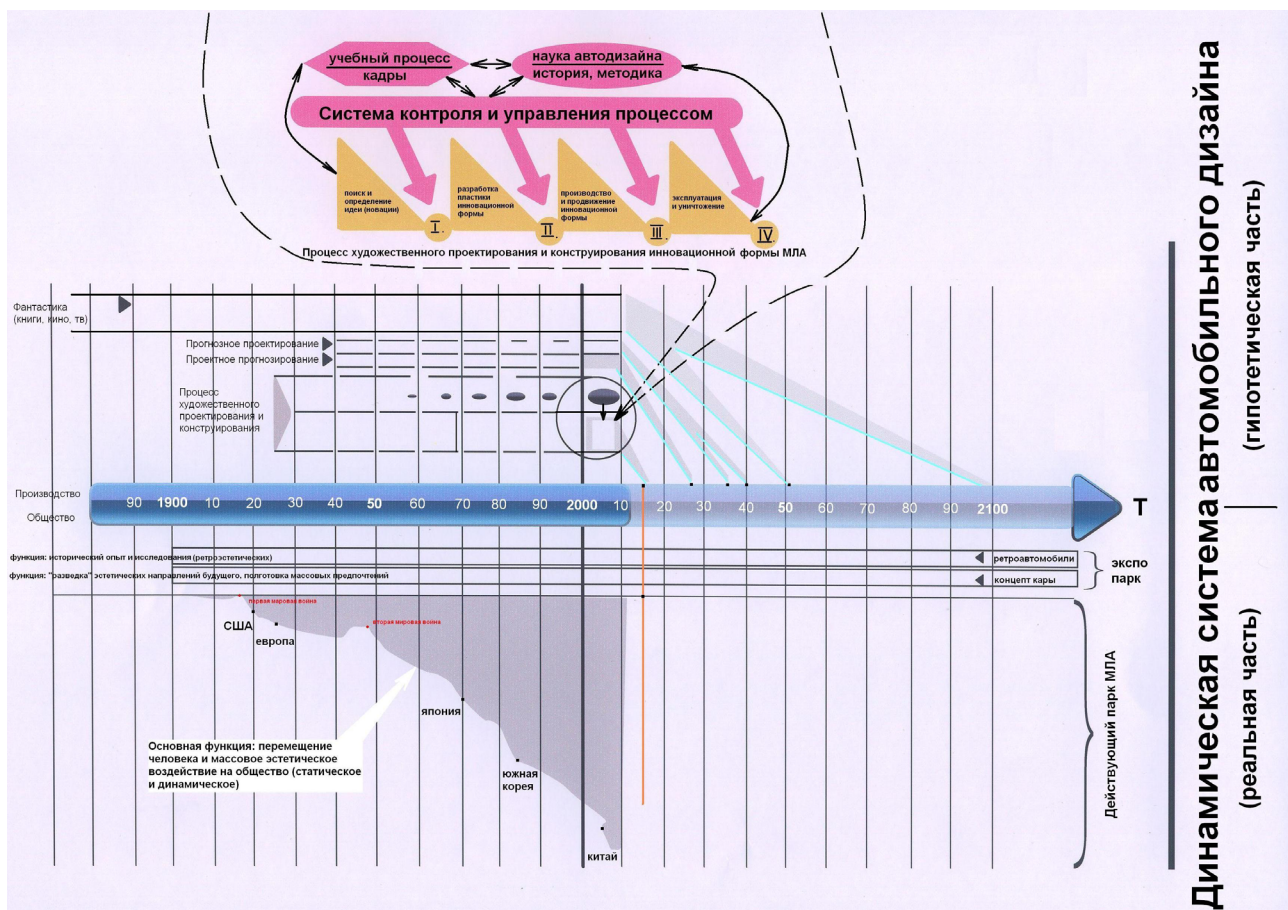 учебный процесс
кадры
наука автодизайна
история, методика
Система контроля и управления процессом
поиск и
определение
идеи (новации)
I.
разработка
пластики
инновационной
формы
II.
производство
и продвижение
инновационной
формы
III.
эксплуатация
и уничтожение
IV.
Процесс художественного проектирования и конструирования инновационной формы МЛА
Фантастика
(книги, кино, тв)
Прогнозное проектирование
Проектное прогнозирование
Процесс
художественного
проектирования и
конструирования
Производство
Общество
90 1900 10 20 30 40 50 60 70 80 90 2000 10 20 30 40 50 60 70 80 90 2100
T
функция: исторический опыт и исследования (ретроэстетических)
ретроавтомобили
функция: "разведка" эстетических направлений будущего, полготовка массовых предпочтений
концепт кары
экспо
парк
первая мировая война
США
европа
вторая мировая война
япония
южная
корея
китай
Основная функция: перемещение
человека и массовое эстетическое
воздействие на общество (статическое
и динамическое)
Действующий парк МЛА
Динамическая система автомобильного дизайна
(гипотетическая часть)
(реальная часть)